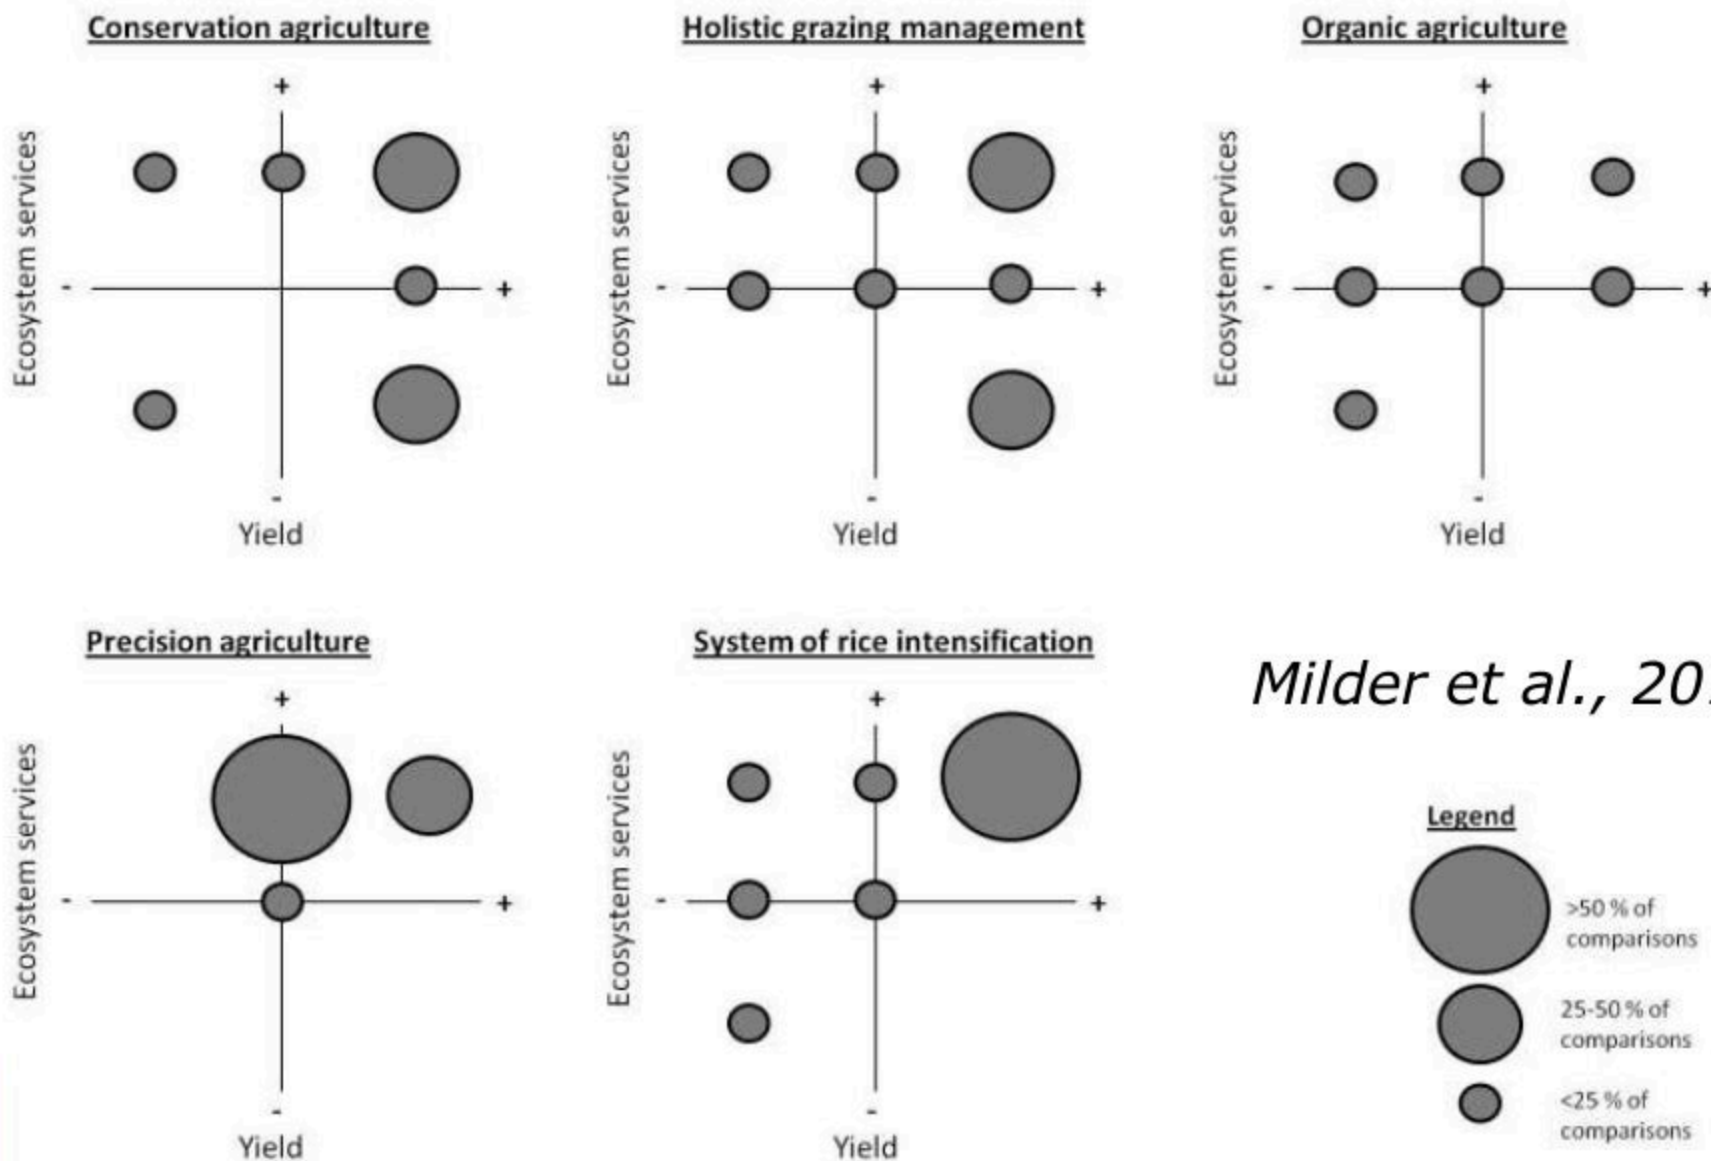 Conservation agriculture
+
Ecosystem services
-
+
-
Yield
Holistic grazing management
+
Ecosystem services
-
+
-
Yield
Organic agriculture
+
Ecosystem services
-
+
-
Yield
Precision agriculture
+
Ecosystem services
-
+
-
Yield
System of rice intensification
+
Ecosystem services
-
+
-
Yield
Milder et al., 20
Legend
>50 % of
comparisons
25-50 % of
comparisons
<25 % of
comparisons